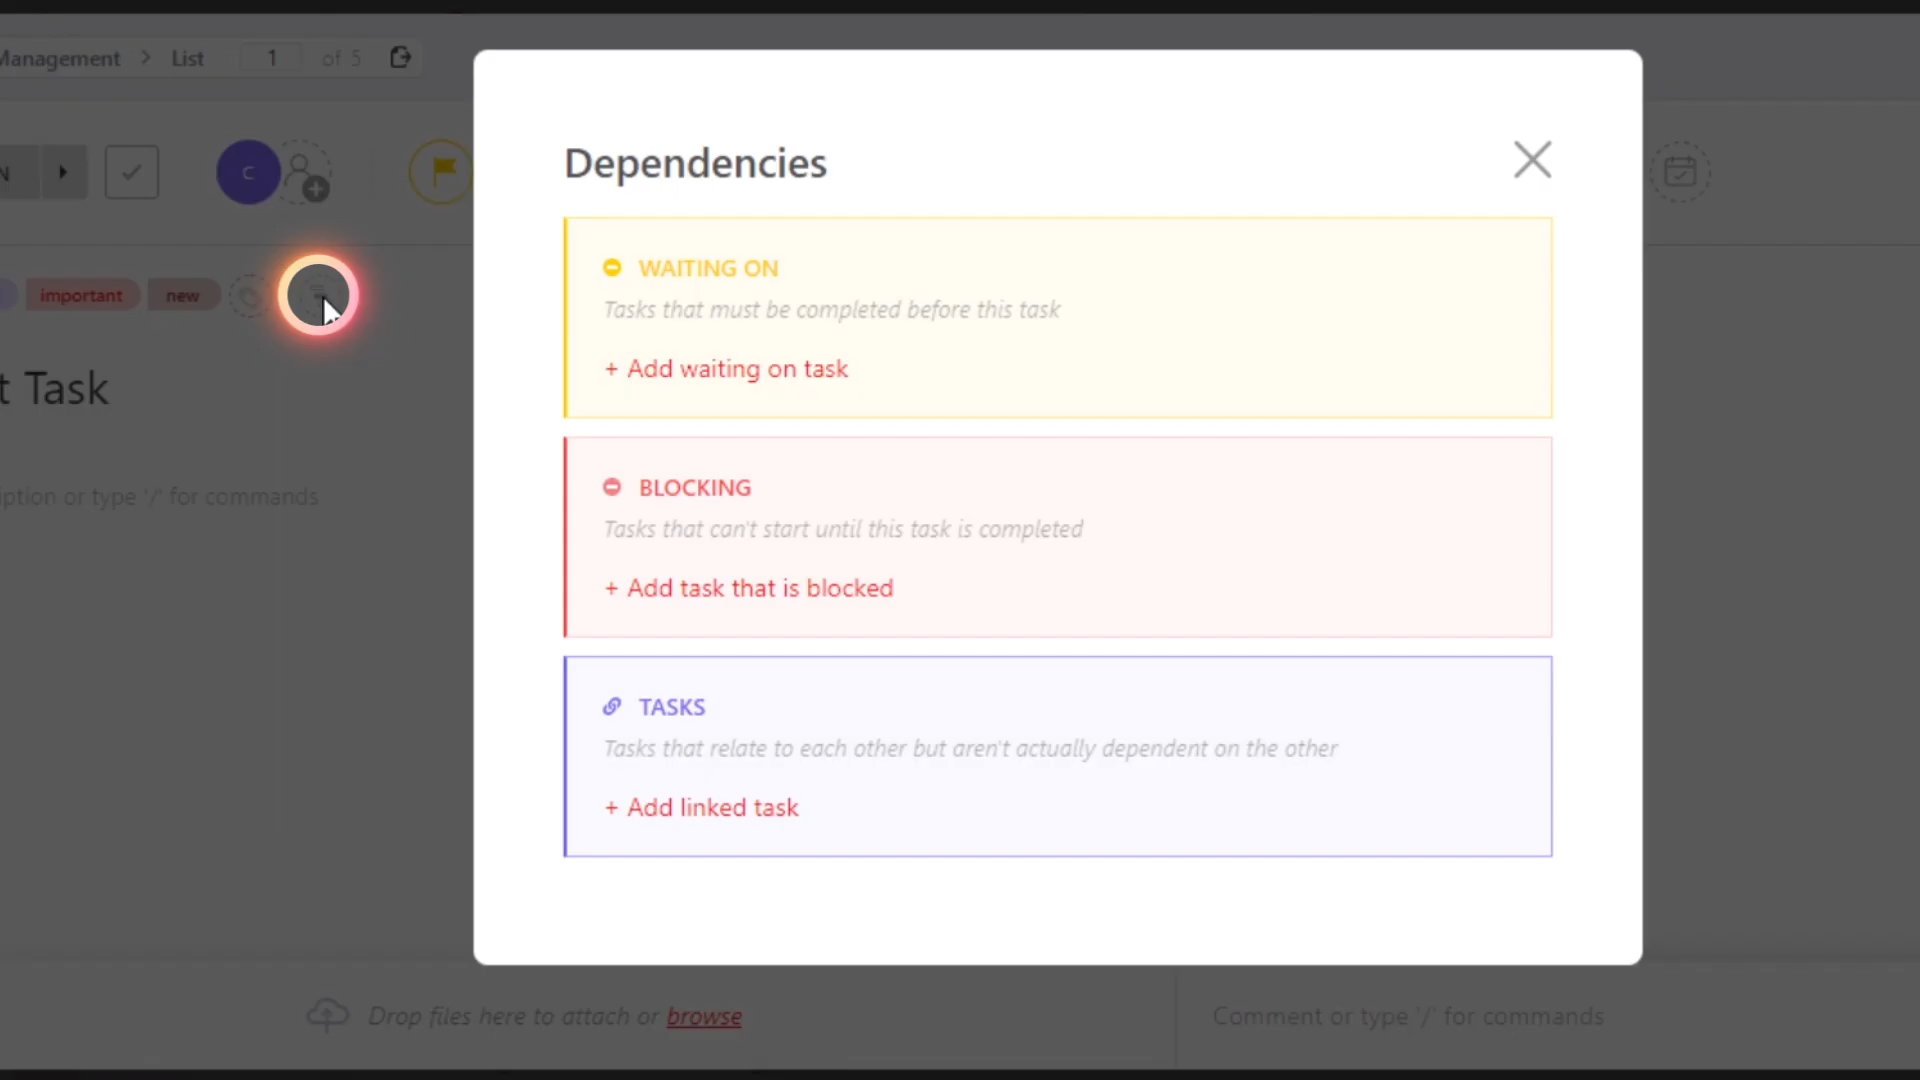 Management > List 1 of 5
N
C
important new
t Task
iption or type '/' for commands
Dependencies
WAITING ON
Tasks that must be completed before this task
+ Add waiting on task
BLOCKING
Tasks that can't start until this task is completed
+ Add task that is blocked
TASKS
Tasks that relate to each other but aren't actually dependent on the other
+ Add linked task
Drop files here to attach or browse
Comment or type '/' for commands